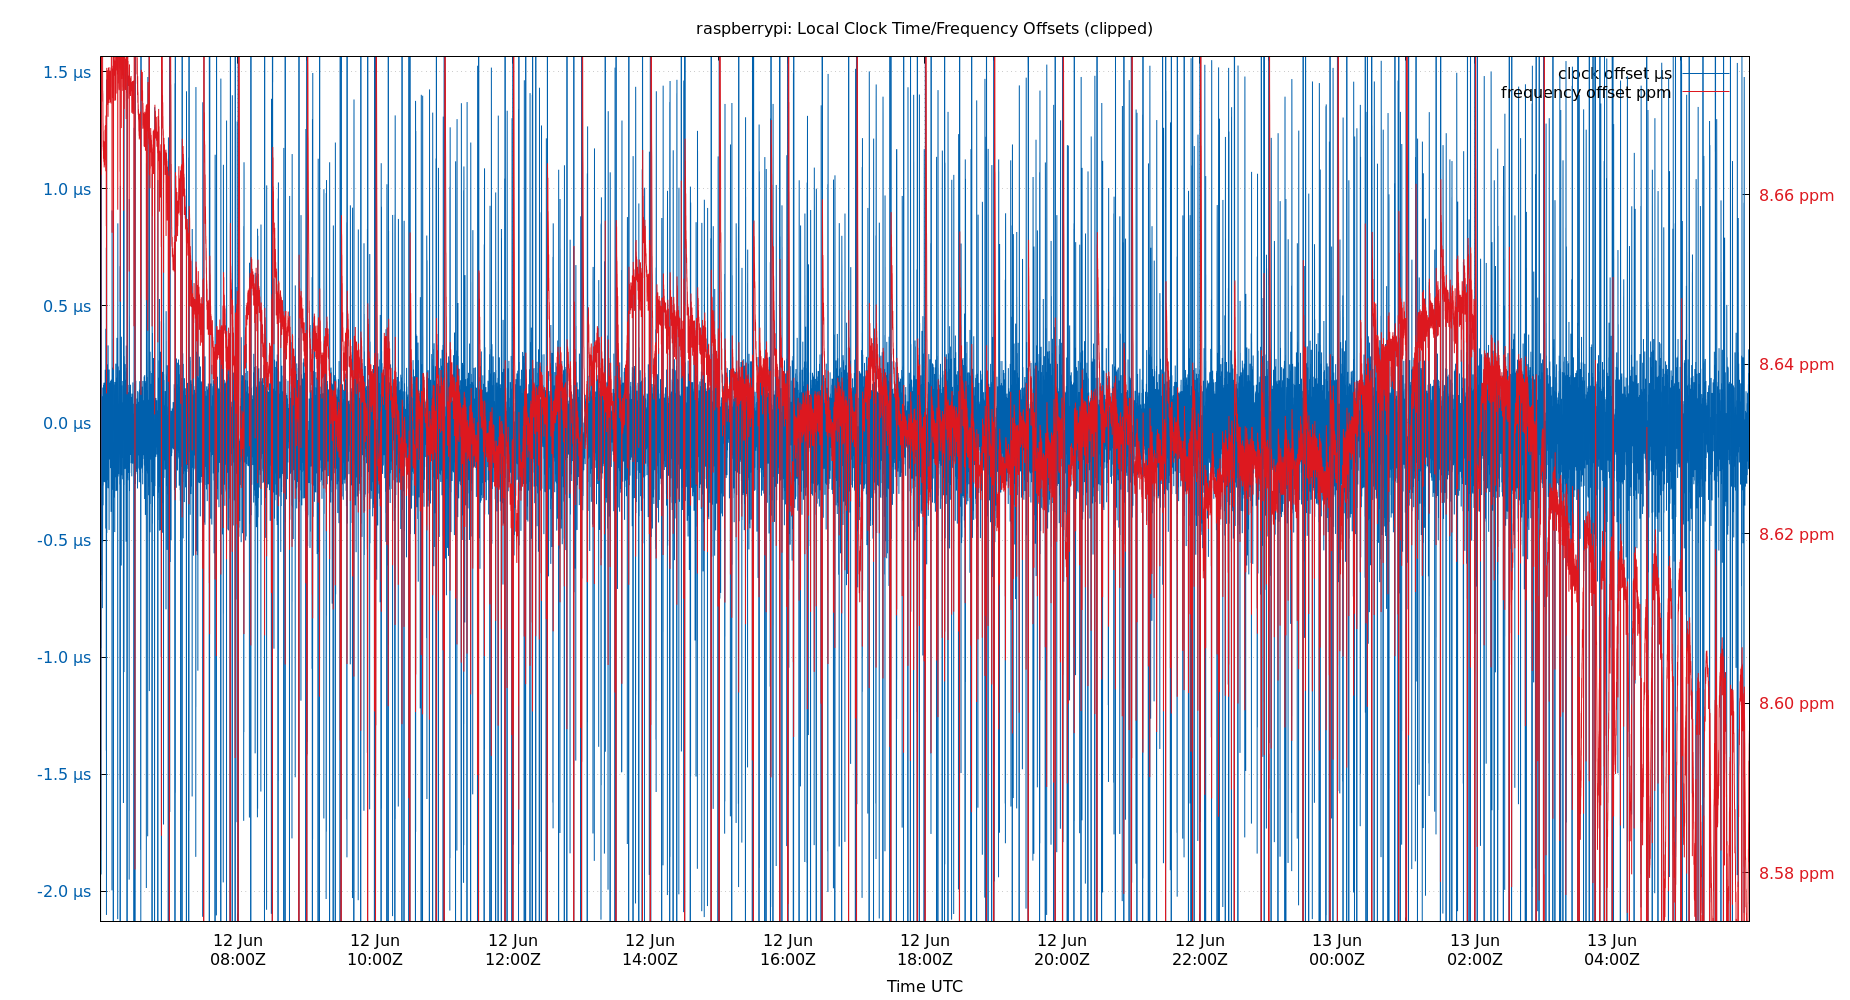 raspberrypi: Local Clock Time/Frequency Offsets (clipped)
clock offset µs
frequency offset ppm
1.5 µs
1.0 µs
0.5 µs
0.0 µs
-0.5 µs
-1.0 µs
-1.5 µs
-2.0 µs
8.66 ppm
8.64 ppm
8.62 ppm
8.60 ppm
8.58 ppm
12 Jun 12 Jun 12 Jun 12 Jun 12 Jun 12 Jun 12 Jun 12 Jun 13 Jun 13 Jun 13 Jun
08:00Z 10:00Z 12:00Z 14:00Z 16:00Z 18:00Z 20:00Z 22:00Z 00:00Z 02:00Z 04:00Z
Time UTC